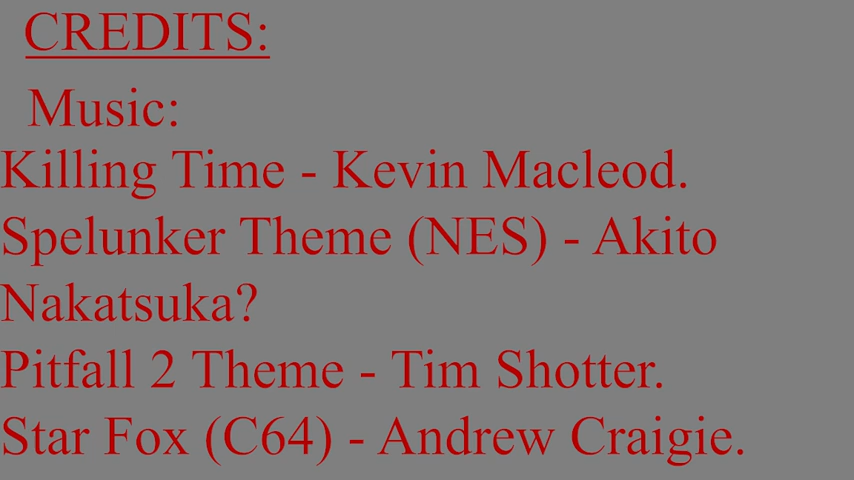 CREDITS:
Music:
Killing Time - Kevin Macleod.
Spelunker Theme (NES) - Akito
Nakatsuka?
Pitfall 2 Theme - Tim Shotter.
Star Fox (C64) - Andrew Craigie.